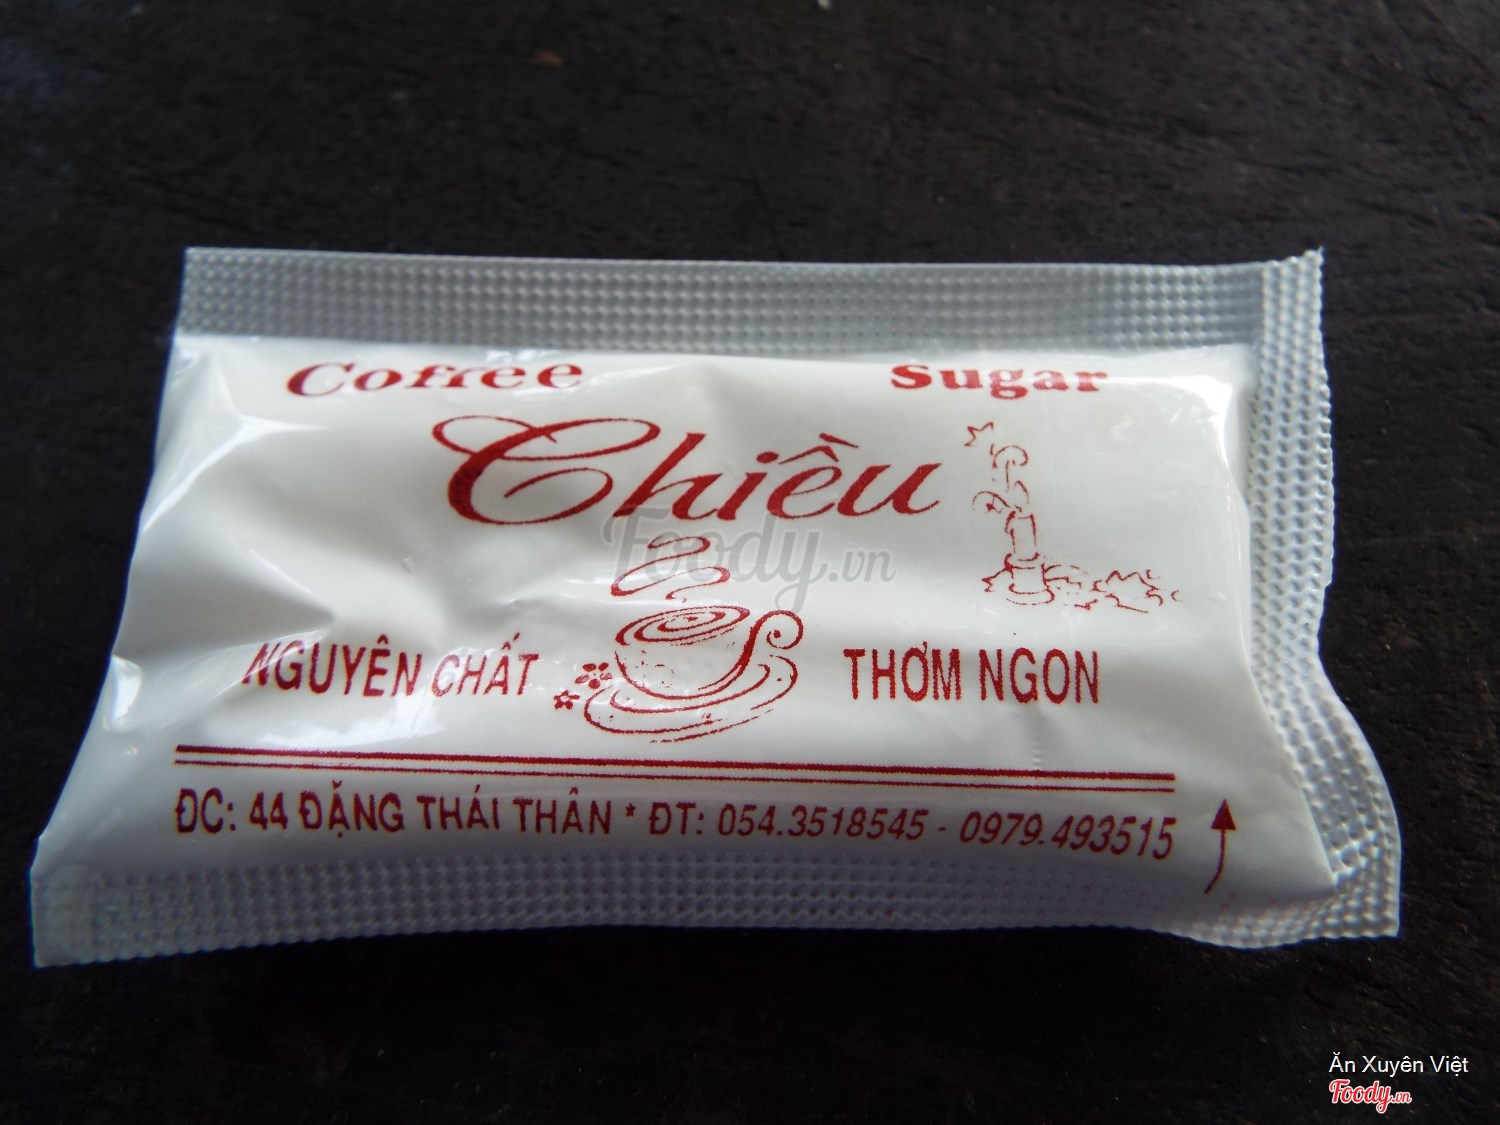 Coffee Sugar
Chiều
Foody.vn
NGUYÊN CHẤT THƠM NGON
ĐC: 44 ĐẶNG THÁI THÂN * ĐT: 054.3518545 - 0979.493515
Ăn Xuyên Việt
Foody.vn